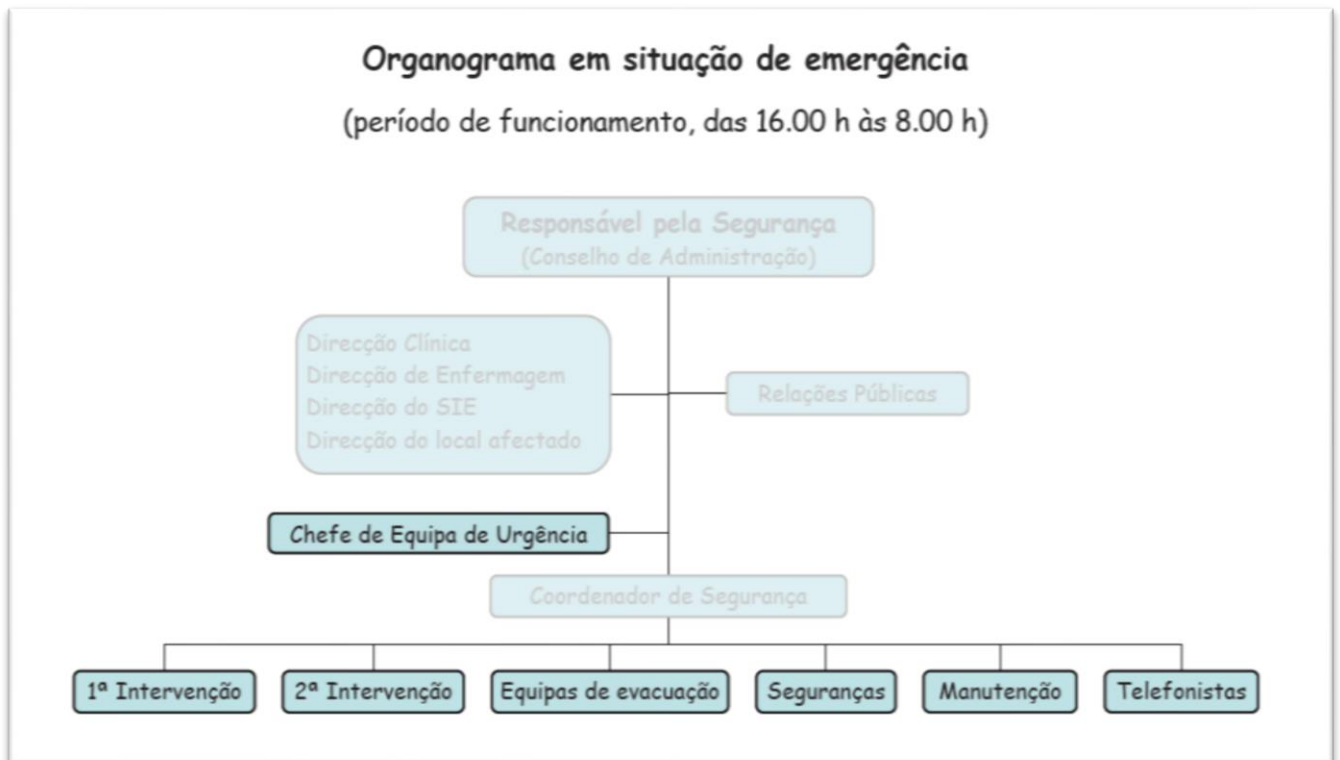 Organograma em situação de emergência
(período de funcionamento, das 16.00 h às 8.00 h)
Responsável pela Segurança
(Conselho de Administração)
Direcção Clínica
Direcção de Enfermagem
Direcção do SIE
Direcção do local afectado
Relações Públicas
Chefe de Equipa de Urgência
Coordenador de Segurança
1ª Intervenção
2ª Intervenção
Equipas de evacuação
Seguranças
Manutenção
Telefonistas